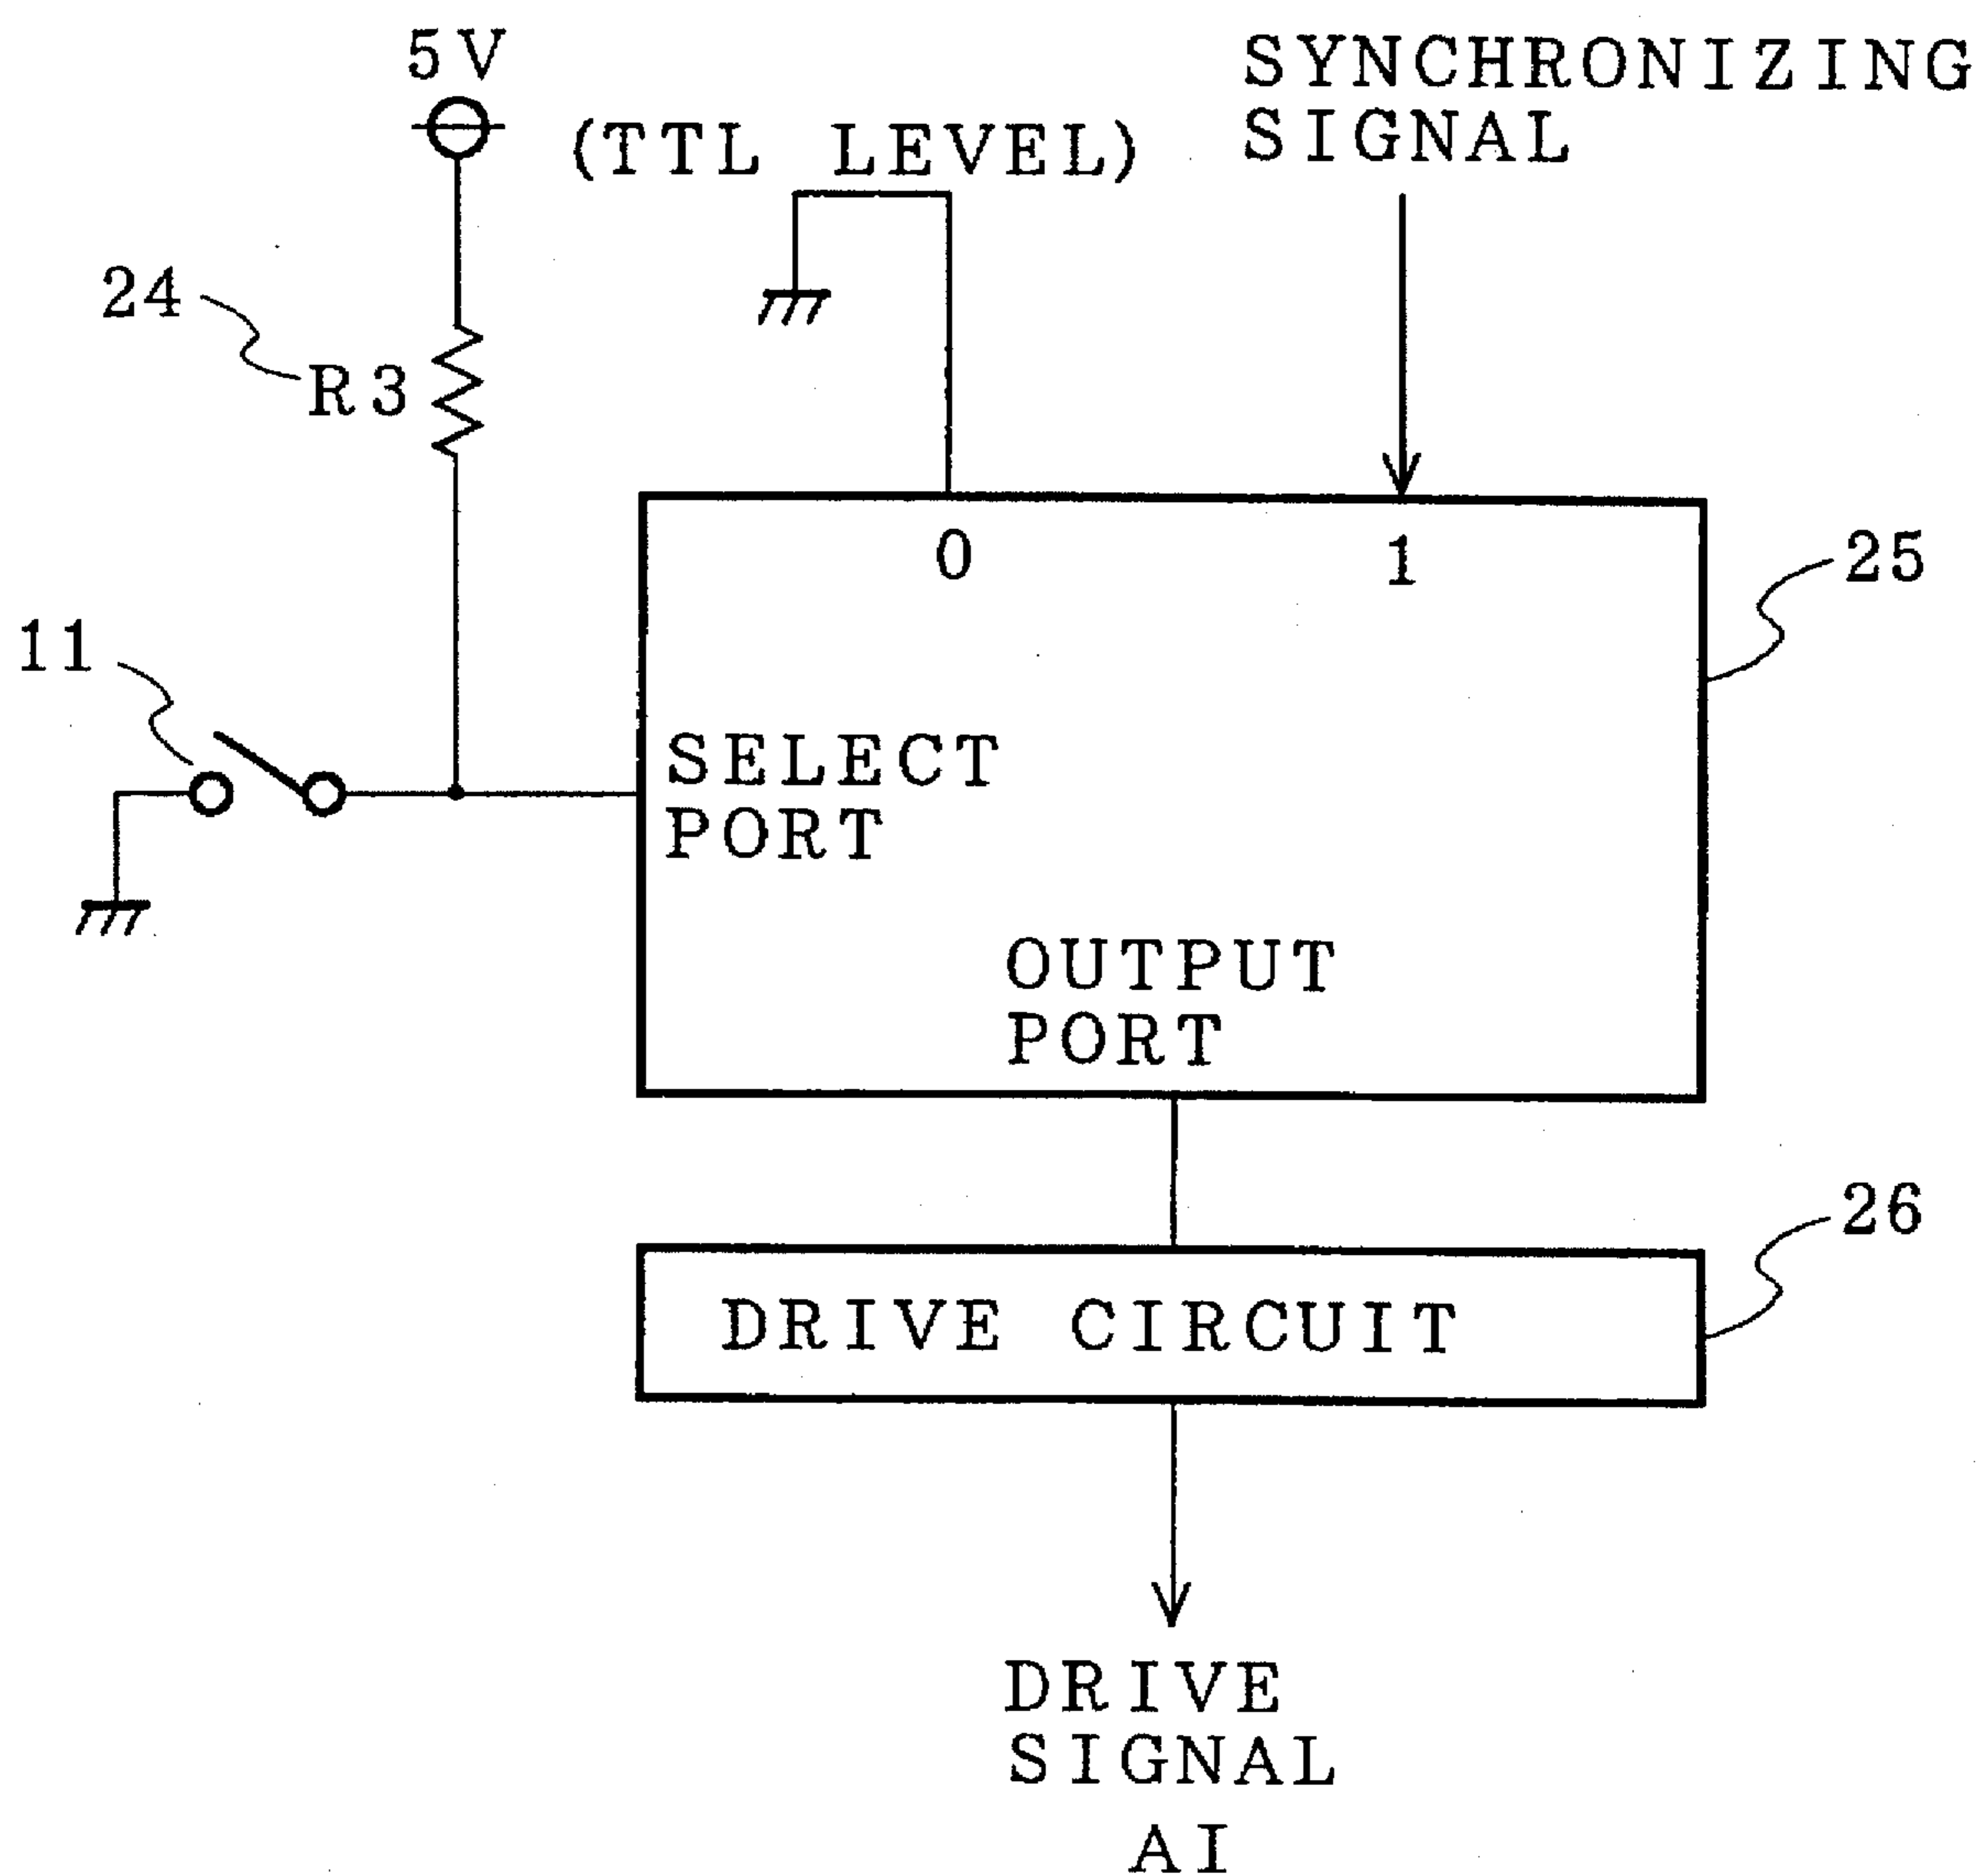 5V
(TTL LEVEL)
SYNCHRONIZING
SIGNAL
24
R3
0
1
25
11
SELECT
PORT
OUTPUT
PORT
26
DRIVE CIRCUIT
DRIVE
SIGNAL
AI